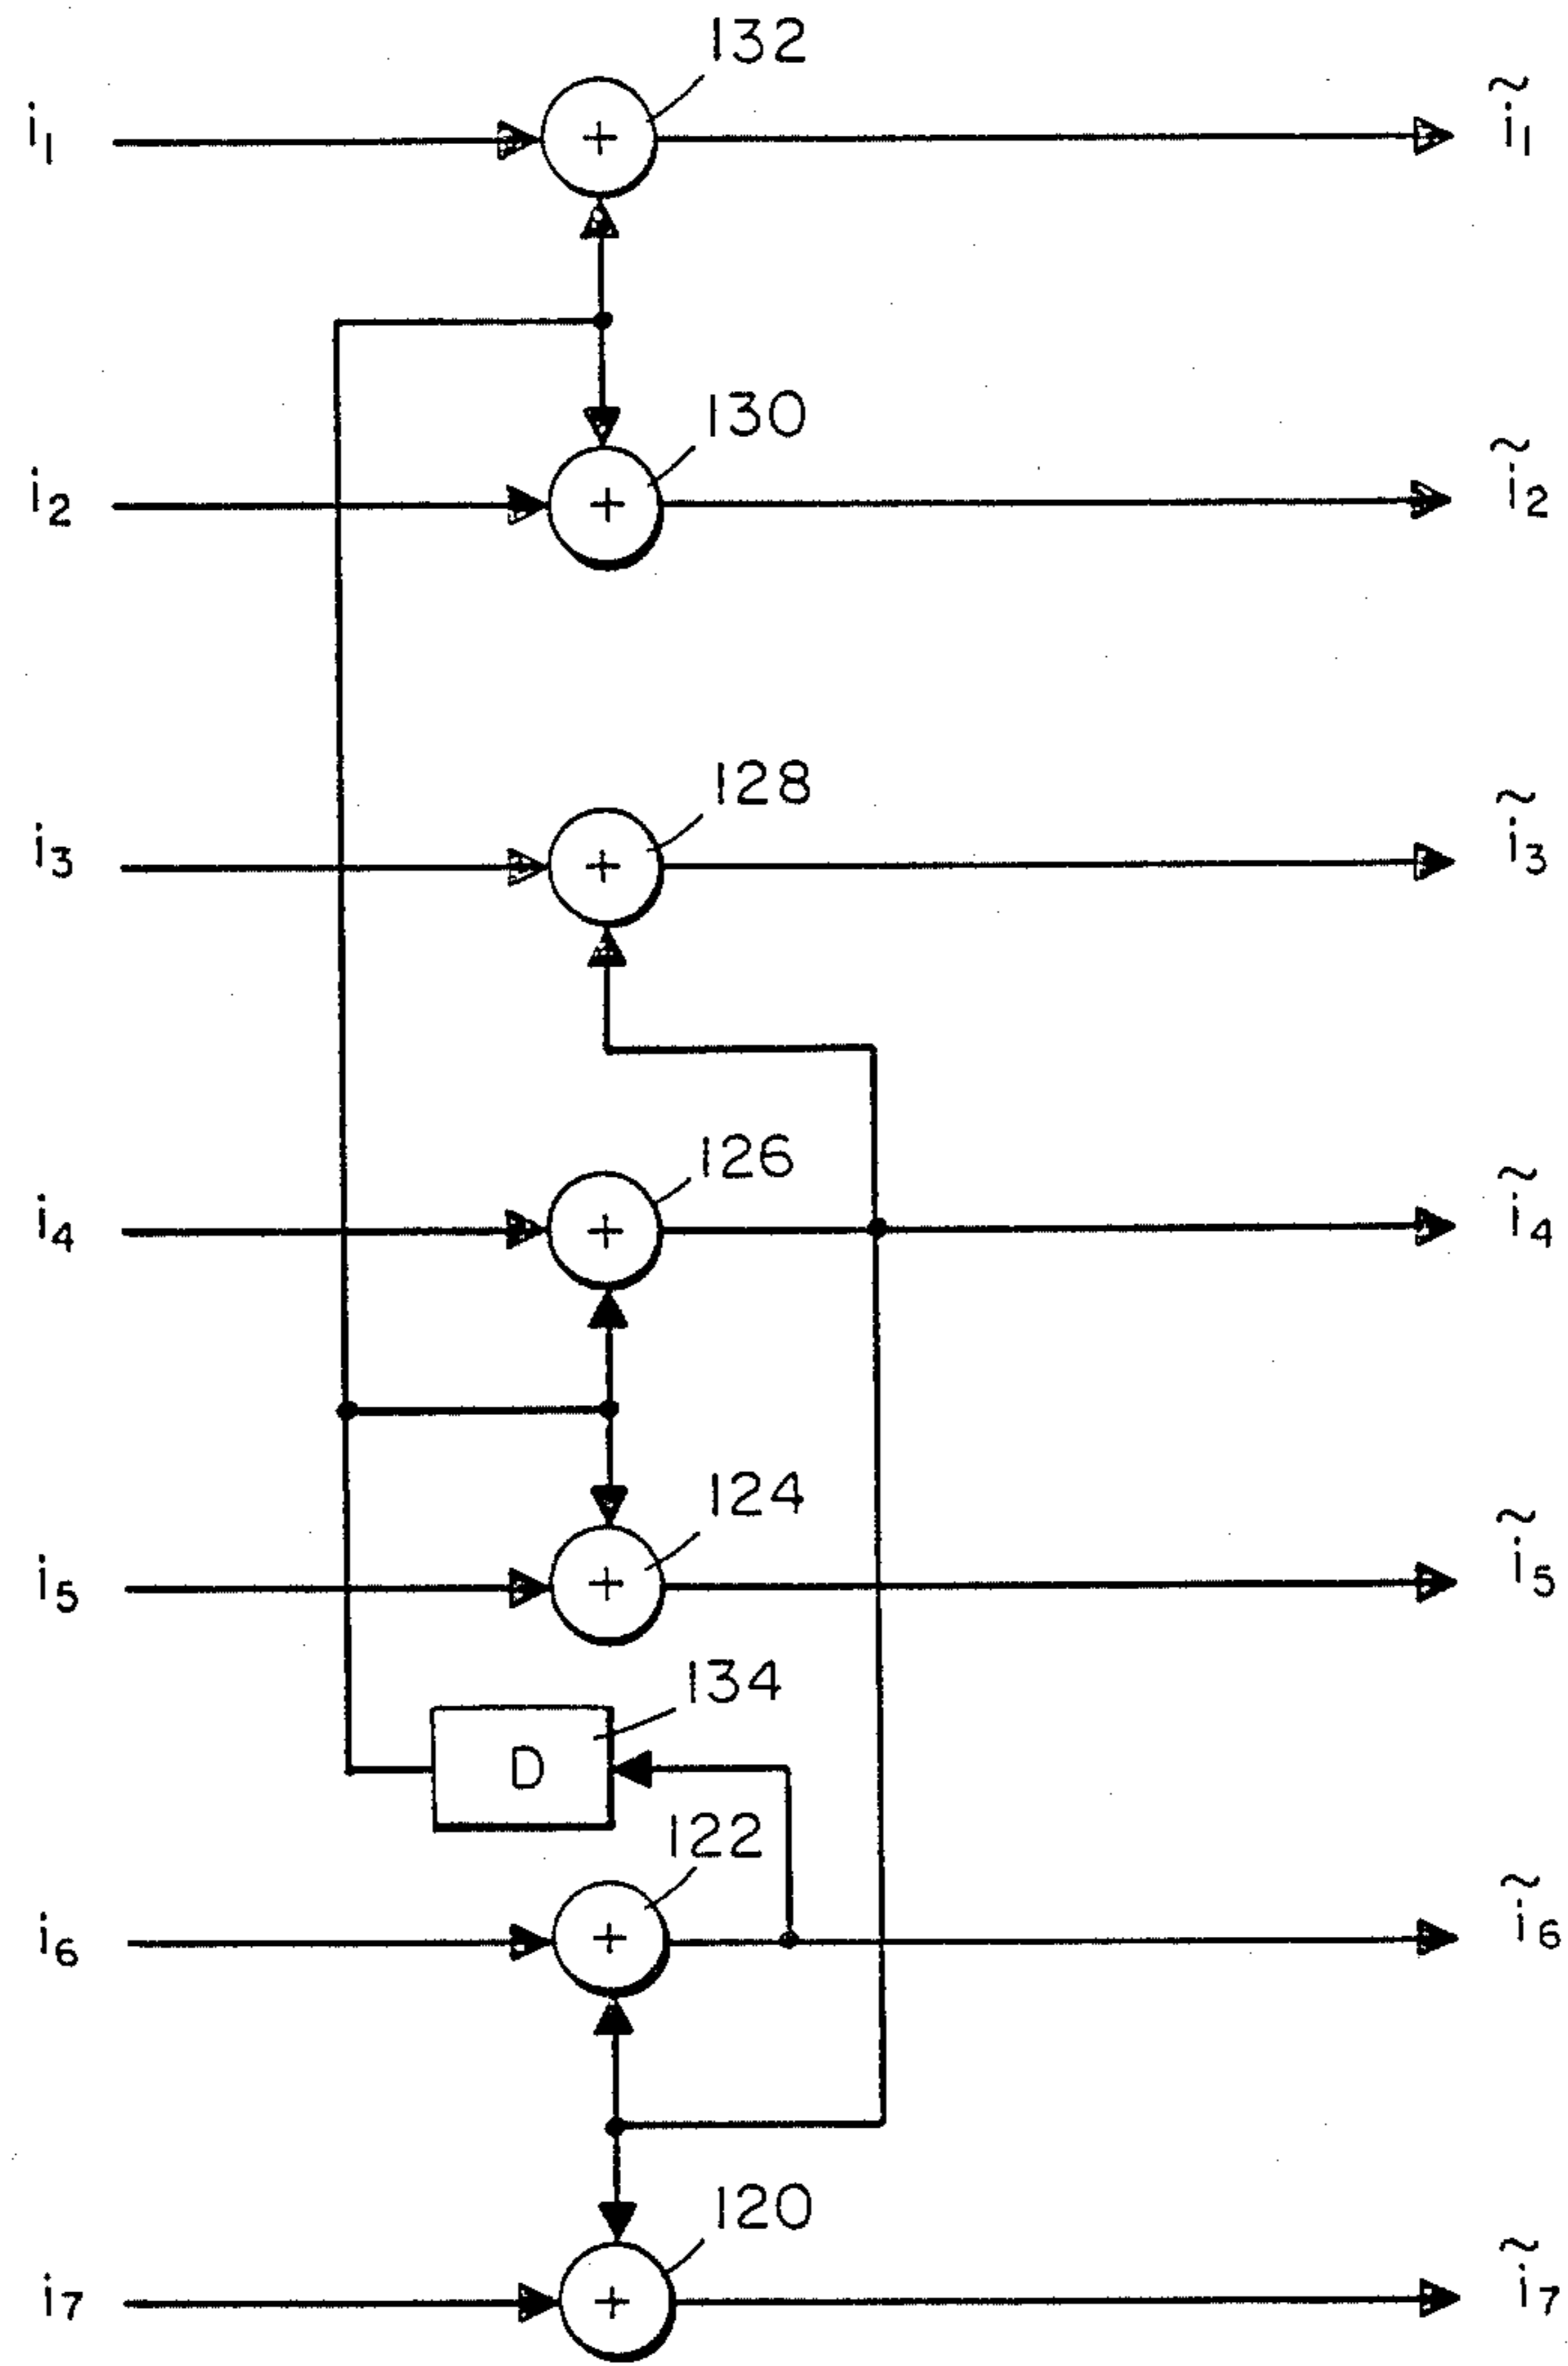 132
i₁ + ĩ₁
130
i₂ + ĩ₂
128
i₃ + ĩ₃
126
i₄ + ĩ₄
124
i₅ + ĩ₅
134
D
122
i₆ + ĩ₆
120
i₇ + ĩ₇